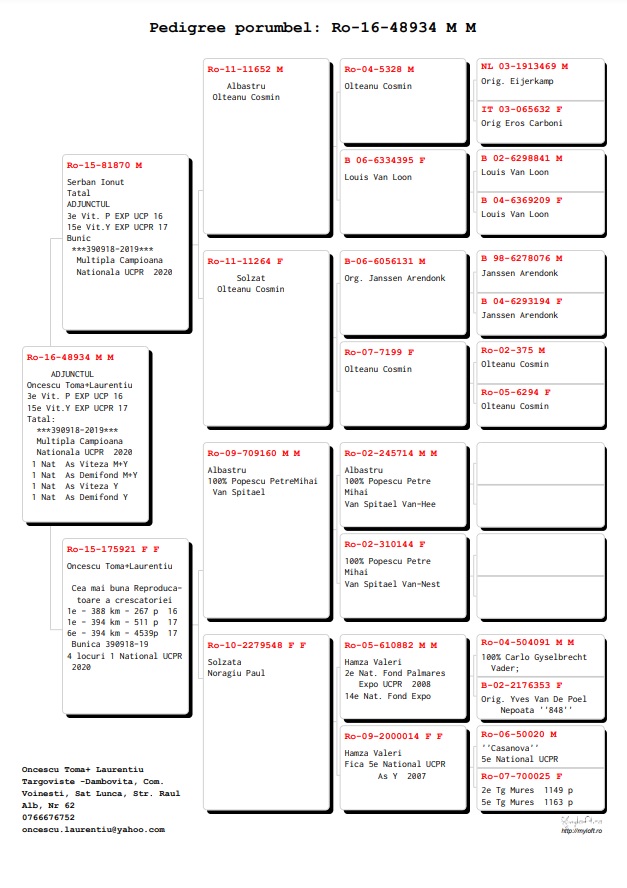 Pedigree porumbel: Ro-16-48934 M M
Ro-16-48934 M M
ADJUNCTUL
Oncescu Toma+Laurentiu
3e Vit. P EXP UCP 16
15e Vit.Y EXP UCPR 17
Tatal:
***390918-2019***
Multipla Campioana
Nationala UCPR 2020
1 Nat As Viteza M+Y
1 Nat As Demifond M+Y
1 Nat As Viteza Y
1 Nat As Demifond Y
Ro-15-81870 M
Serban Ionut
Tatal
ADJUNCTUL
3e Vit. P EXP UCP 16
15e Vit.Y EXP UCPR 17
Bunic
***390918-2019***
Multipla Campioana
Nationala UCPR 2020
Ro-15-175921 F F
Oncescu Toma+Laurentiu
Cea mai buna Reproduca-
toare a crescatoriei
1e - 388 km - 267 p 16
1e - 394 km - 511 p 17
6e - 394 km - 4539p 17
Bunica 390918-19
4 locuri 1 National UCPR
2020
Ro-11-11652 M
Albastru
Olteanu Cosmin
Ro-11-11264 F
Solzat
Olteanu Cosmin
Ro-09-709160 M M
Albastru
100% Popescu PetreMihai
Van Spitael
Ro-10-2279548 F F
Solzata
Noragiu Paul
Ro-04-5328 M
Olteanu Cosmin
B 06-6334395 F
Louis Van Loon
B-06-6056131 M
Org. Janssen Arendonk
Ro-07-7199 F
Olteanu Cosmin
Ro-02-245714 M M
Albastru
100% Popescu Petre
Mihai
Van Spitael Van-Hee
Ro-02-310144 F
100% Popescu Petre
Mihai
Van Spitael Van-Nest
Ro-05-610882 M M
Hamza Valeri
2e Nat. Fond Palmares
Expo UCPR 2008
14e Nat. Fond Expo
Ro-09-2000014 F F
Hamza Valeri
Fica 5e National UCPR
As Y 2007
NL 03-1913469 M
Orig. Eijerkamp
IT 03-065632 F
Orig Eros Carboni
B 02-6298841 M
Louis Van Loon
B 04-6369209 F
Louis Van Loon
B 98-6278076 M
Janssen Arendonk
B 04-6293194 F
Janssen Arendonk
Ro-02-375 M
Olteanu Cosmin
Ro-05-6294 F
Olteanu Cosmin
Ro-04-504091 M M
100% Carlo Gyselbrecht
Vader;
B-02-2176353 F
Orig. Yves Van De Poel
Nepoata ''848''
Ro-06-50020 M
''Casanova''
5e National UCPR
Ro-07-700025 F
2e Tg Mures 1149 p
5e Tg Mures 1163 p
Oncescu Toma+ Laurentiu
Targoviste -Dambovita, Com.
Voinesti, Sat Lunca, Str. Raul
Alb, Nr 62
0766676752
oncescu.laurentiu@yahoo.com
http://myloft.ro